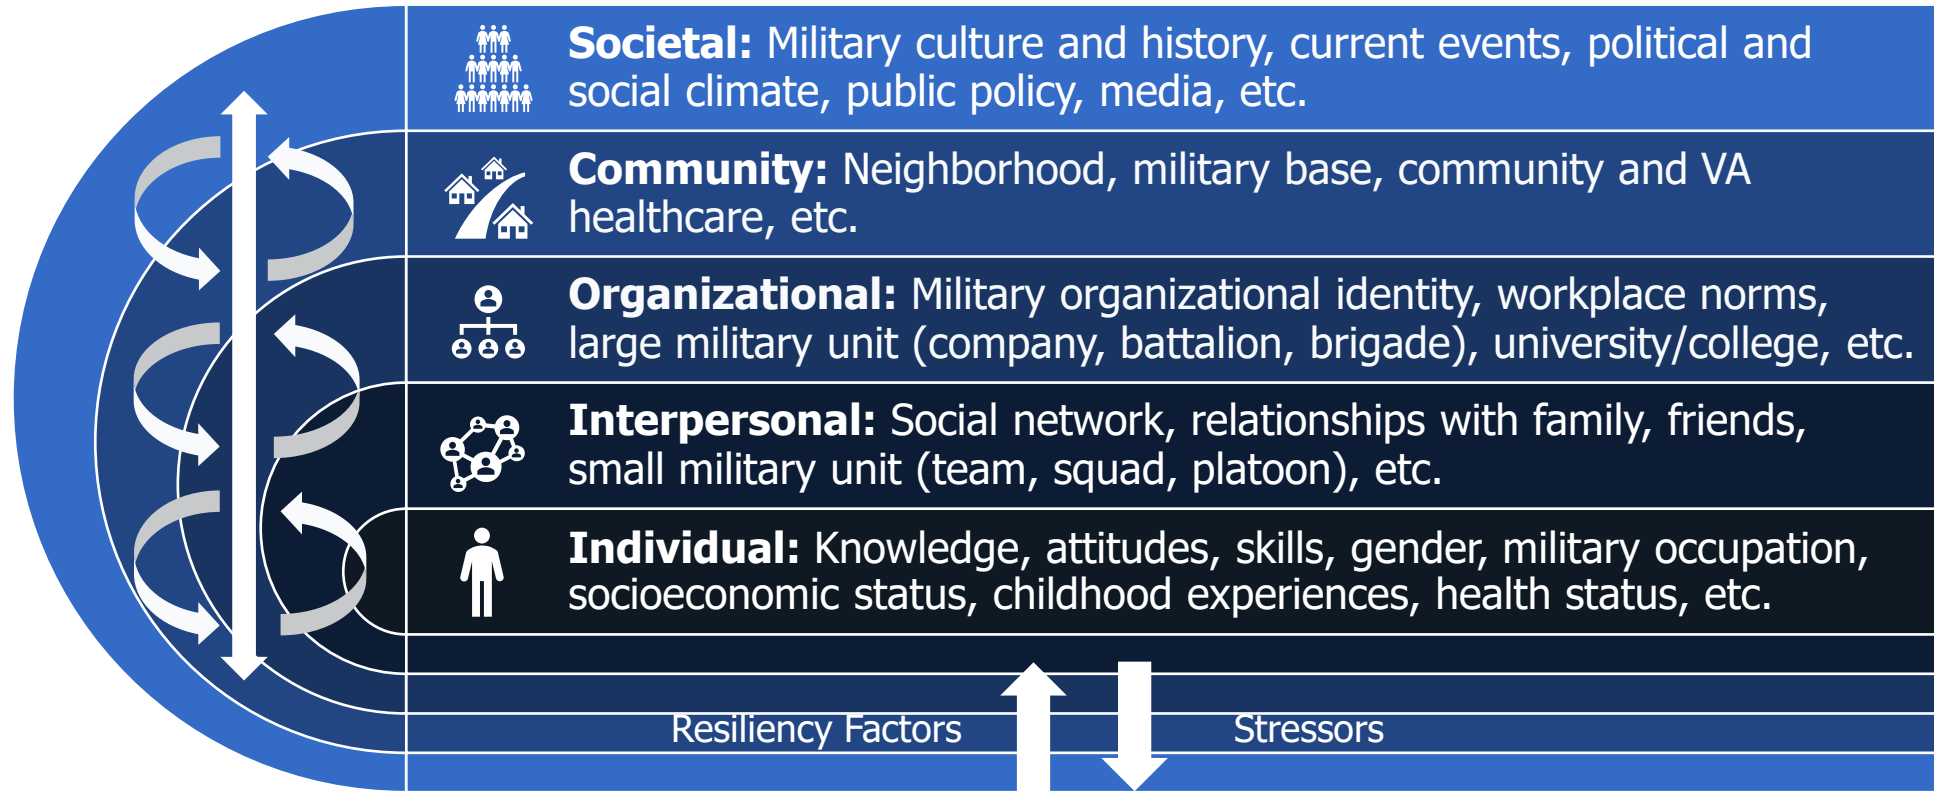 Societal: Military culture and history, current events, political and
social climate, public policy, media, etc.
Community: Neighborhood, military base, community and VA
healthcare, etc.
Organizational: Military organizational identity, workplace norms,
large military unit (company, battalion, brigade), university/college, etc.
Interpersonal: Social network, relationships with family, friends,
small military unit (team, squad, platoon), etc.
Individual: Knowledge, attitudes, skills, gender, military occupation,
socioeconomic status, childhood experiences, health status, etc.
Resiliency Factors
Stressors